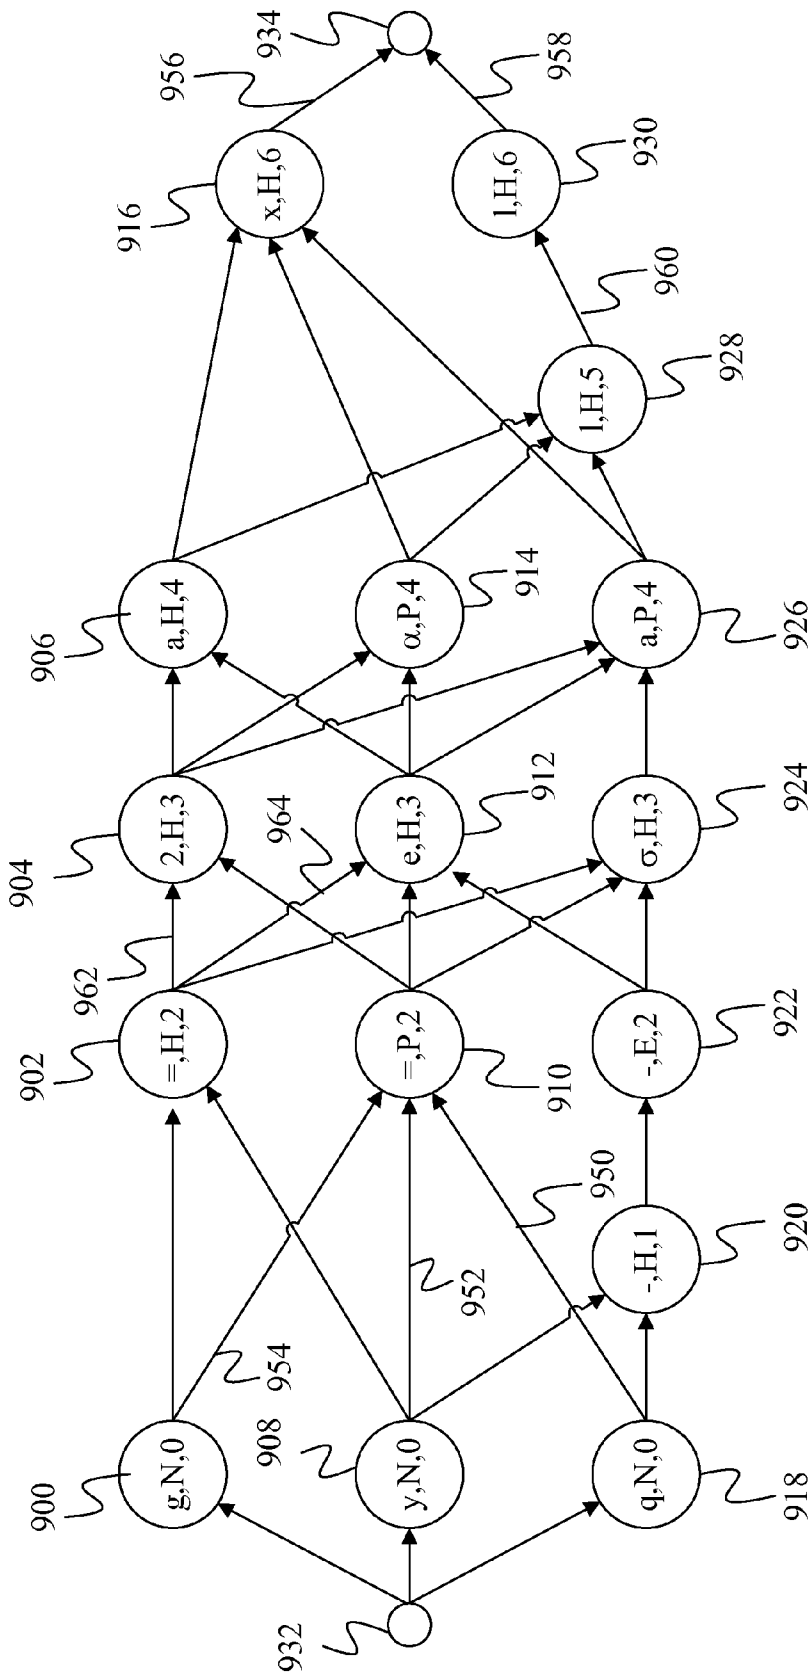 900
902
904
906
916
956
934
g,N,0
=,H,2
962
2,H,3
a,H,4
x,H,6
932
908
954
964
y,N,0
=,P,2
e,H,3
α,P,4
952
l,H,6
958
910
912
914
950
l,H,5
930
q,N,0
-,H,1
-,E,2
σ,H,3
a,P,4
960
928
918
920
922
924
926